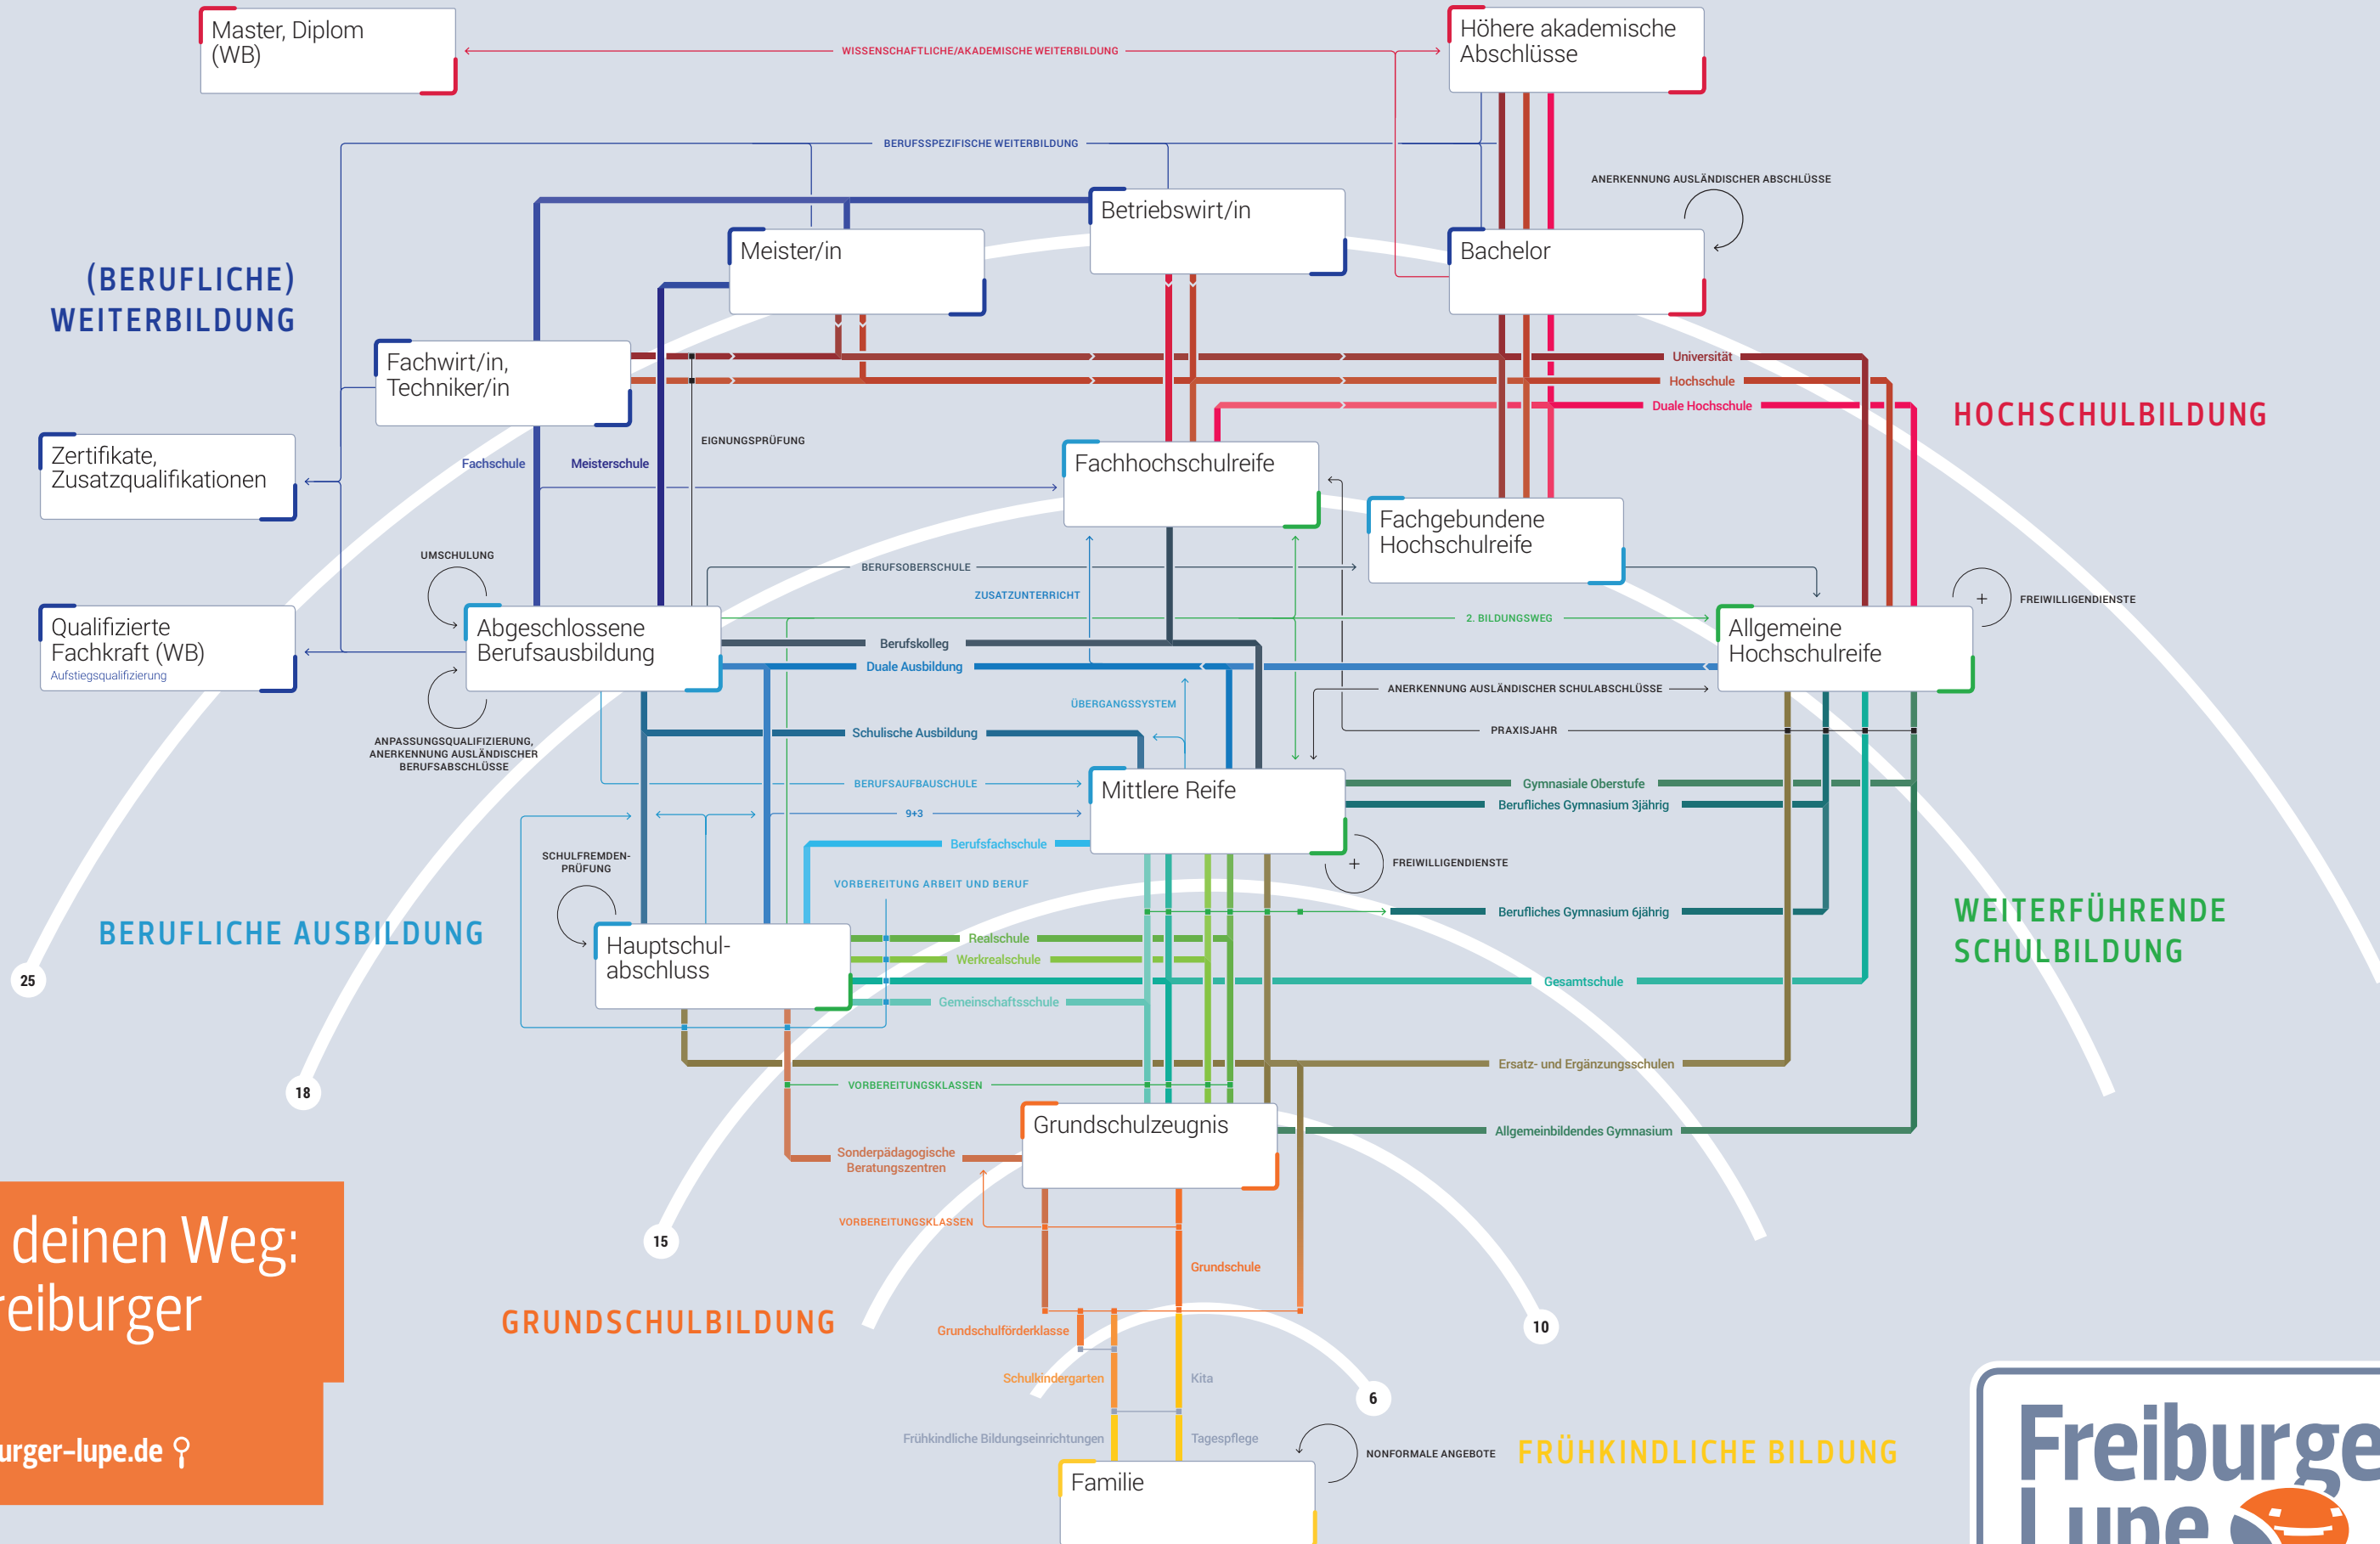 Master, Diplom
(WB)
WISSENSCHAFTLICHE/AKADEMISCHE WEITERBILDUNG
Höhere akademische
Abschlüsse
BERUFSSPEZIFISCHE WEITERBILDUNG
ANERKENNUNG AUSLÄNDISCHER ABSCHLÜSSE
Betriebswirt/in
Meister/in
Bachelor
(BERUFLICHE)
WEITERBILDUNG
Fachwirt/in,
Techniker/in
Universität
Hochschule
Duale Hochschule
HOCHSCHULBILDUNG
EIGNUNGSPRÜFUNG
Zertifikate,
Zusatzqualifikationen
Fachschule
Meisterschule
Fachhochschulreife
Fachgebundene
Hochschulreife
UMSCHULUNG
BERUFSOBERSCHULE
ZUSATZUNTERRICHT
FREIWILLIGENDIENSTE
Qualifizierte
Fachkraft (WB)
Aufstiegsqualifizierung
Abgeschlossene
Berufsausbildung
2. BILDUNGSWEG
Allgemeine
Hochschulreife
Berufskolleg
Duale Ausbildung
ANERKENNUNG AUSLÄNDISCHER SCHULABSCHLÜSSE
ÜBERGANGSSYSTEM
PRAXISJAHR
Schulische Ausbildung
ANPASSUNGSQUALIFIZIERUNG,
ANERKENNUNG AUSLÄNDISCHER
BERUFSABSCHLÜSSE
BERUFSAUFBAUSCHULE
Mittlere Reife
Gymnasiale Oberstufe
Berufliches Gymnasium 3jährig
9+3
Berufsfachschule
SCHULFREMDEN-
PRÜFUNG
FREIWILLIGENDIENSTE
VORBEREITUNG ARBEIT UND BERUF
Berufliches Gymnasium 6jährig
WEITERFÜHRENDE
SCHULBILDUNG
BERUFLICHE AUSBILDUNG
Hauptschul-
abschluss
Realschule
Werkrealschule
Gesamtschule
Gemeinschaftsschule
25
18
Ersatz- und Ergänzungsschulen
VORBEREITUNGSKLASSEN
Grundschulzeugnis
Allgemeinbildendes Gymnasium
Sonderpädagogische
Beratungszentren
VORBEREITUNGSKLASSEN
15
deinen Weg:
reiburger
Grundschule
GRUNDSCHULBILDUNG
Grundschulförderklasse
10
Schulkindergarten
Kita
6
urger-lupe.de
Frühkindliche Bildungseinrichtungen
Tagespflege
NONFORMALE ANGEBOTE
FRÜHKINDLICHE BILDUNG
Familie
Freiburge
Lupe